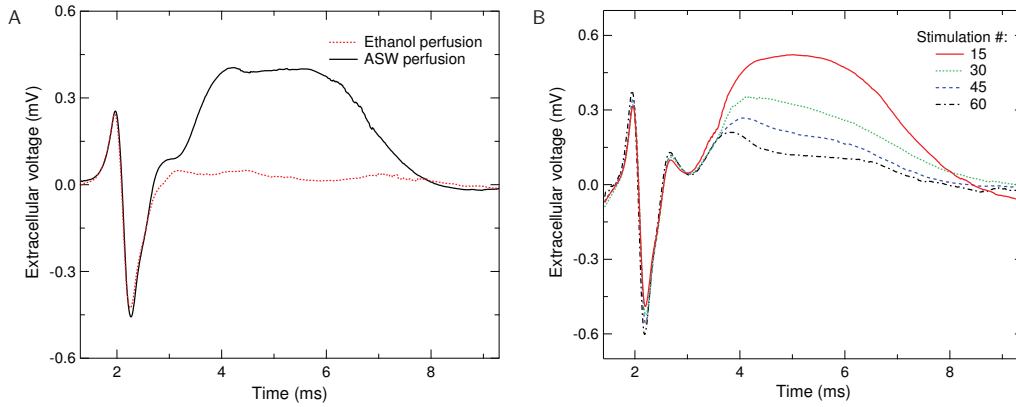 A
Extracellular voltage (mV)
0.6
0.3
0.0
-0.3
-0.6
Ethanol perfusion
ASW perfusion
2
4
6
8
Time (ms)
B
Extracellular voltage (mV)
0.6
0.3
0.0
-0.3
-0.6
Stimulation #:
15
30
45
60
2
4
6
8
Time (ms)